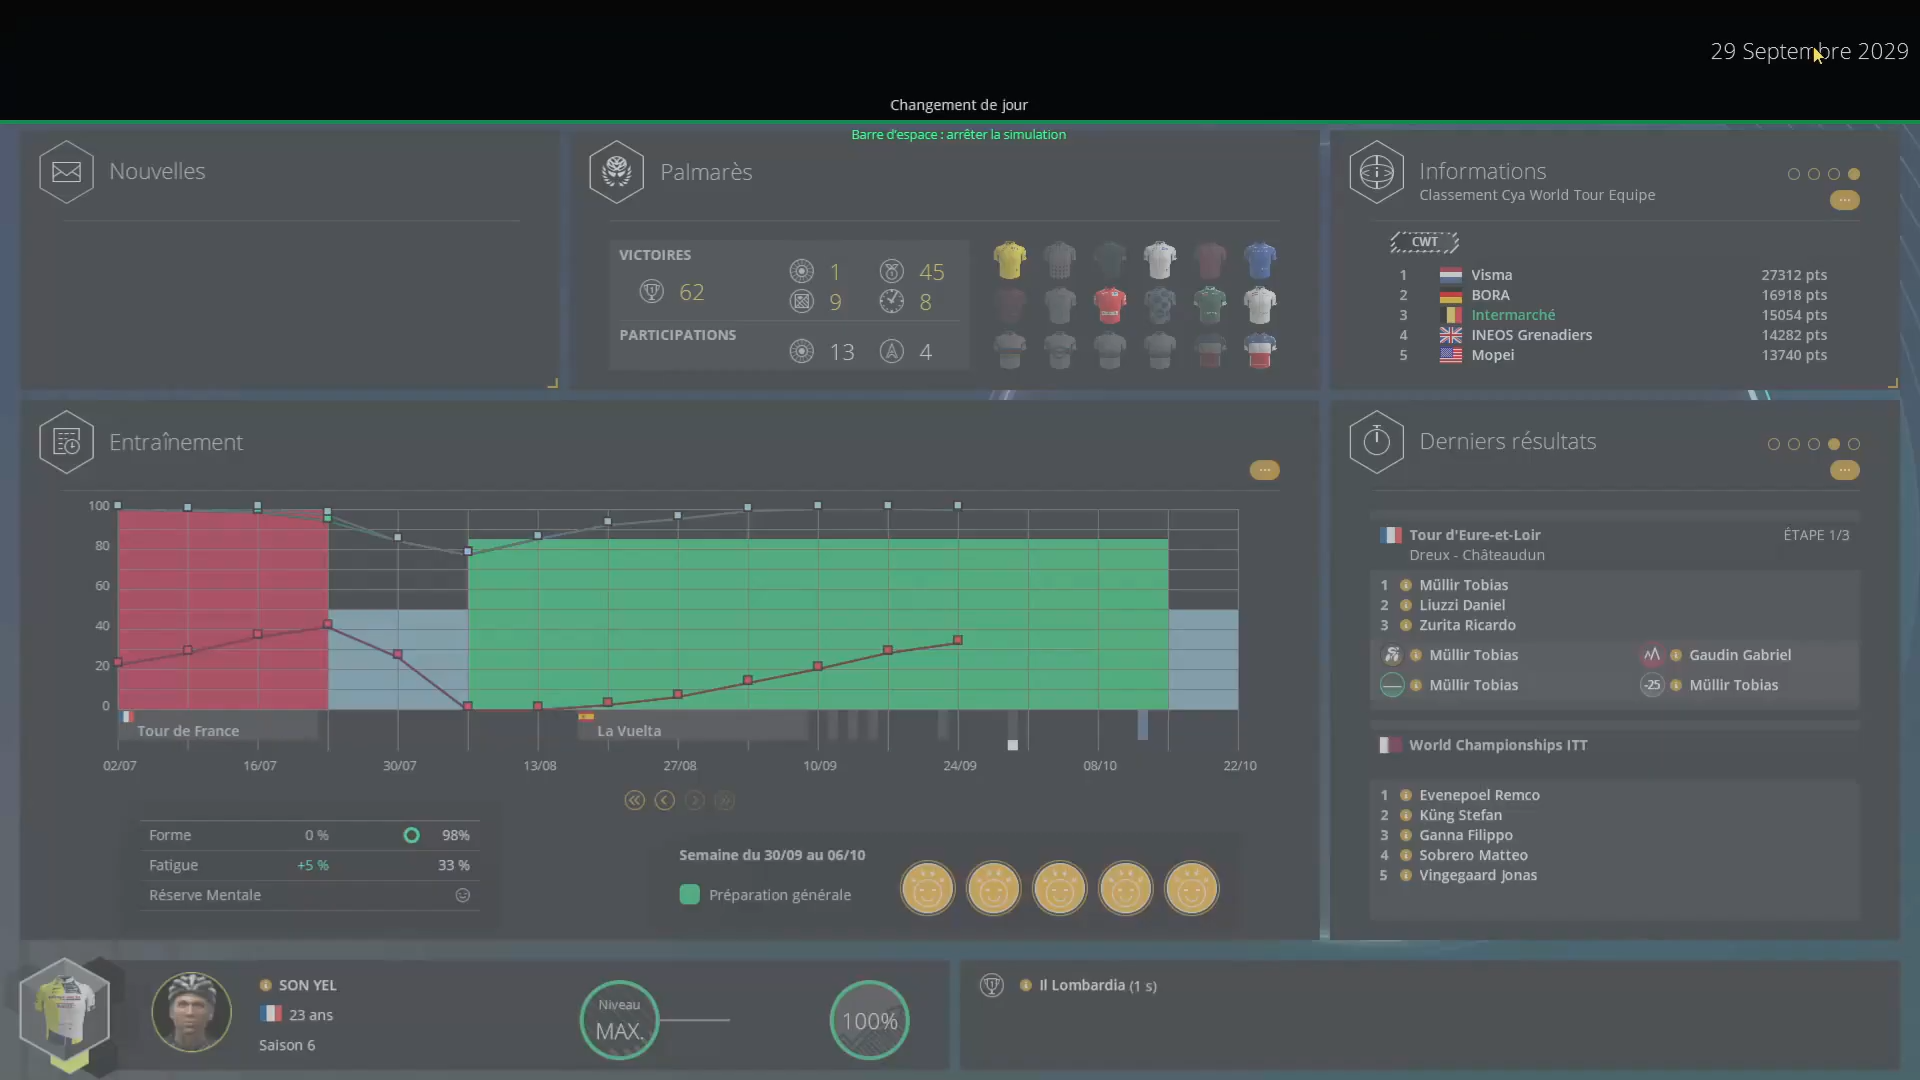 29 Septembre 2029
Changement de jour
Barre d'espace : arrêter la simulation
Nouvelles
Palmarès
VICTOIRES
62
1
45
9
8
PARTICIPATIONS
13
4
Informations
Classement Cya World Tour Equipe
CWT
1 Visma 27312 pts
2 BORA 16918 pts
3 Intermarché 15054 pts
4 INEOS Grenadiers 14282 pts
5 Mopei 13740 pts
Entraînement
100
80
60
40
20
0
Tour de France
La Vuelta
02/07 16/07 30/07 13/08 27/08 10/09 24/09 08/10 22/10
Forme 0 % 98%
Fatigue +5 % 33 %
Réserve Mentale
Semaine du 30/09 au 06/10
Préparation générale
Derniers résultats
Tour d'Eure-et-Loir ÉTAPE 1/3
Dreux - Châteaudun
1 Müllir Tobias
2 Liuzzi Daniel
3 Zurita Ricardo
Müllir Tobias Gaudin Gabriel
Müllir Tobias -25 Müllir Tobias
World Championships ITT
1 Evenepoel Remco
2 Küng Stefan
3 Ganna Filippo
4 Sobrero Matteo
5 Vingegaard Jonas
SON YEL
23 ans
Saison 6
Niveau
MAX.
100%
Il Lombardia (1 s)